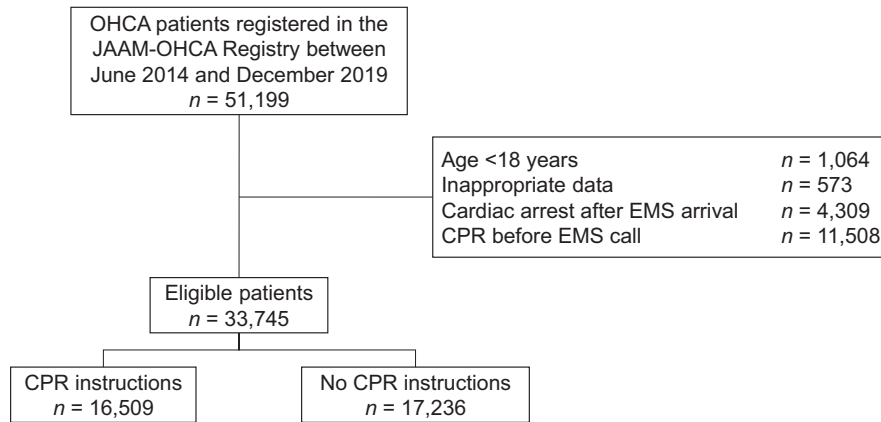 OHCA patients registered in the
JAAM-OHCA Registry between
June 2014 and December 2019
n = 51,199
Age <18 years n = 1,064
Inappropriate data n = 573
Cardiac arrest after EMS arrival n = 4,309
CPR before EMS call n = 11,508
Eligible patients
n = 33,745
CPR instructions
n = 16,509
No CPR instructions
n = 17,236